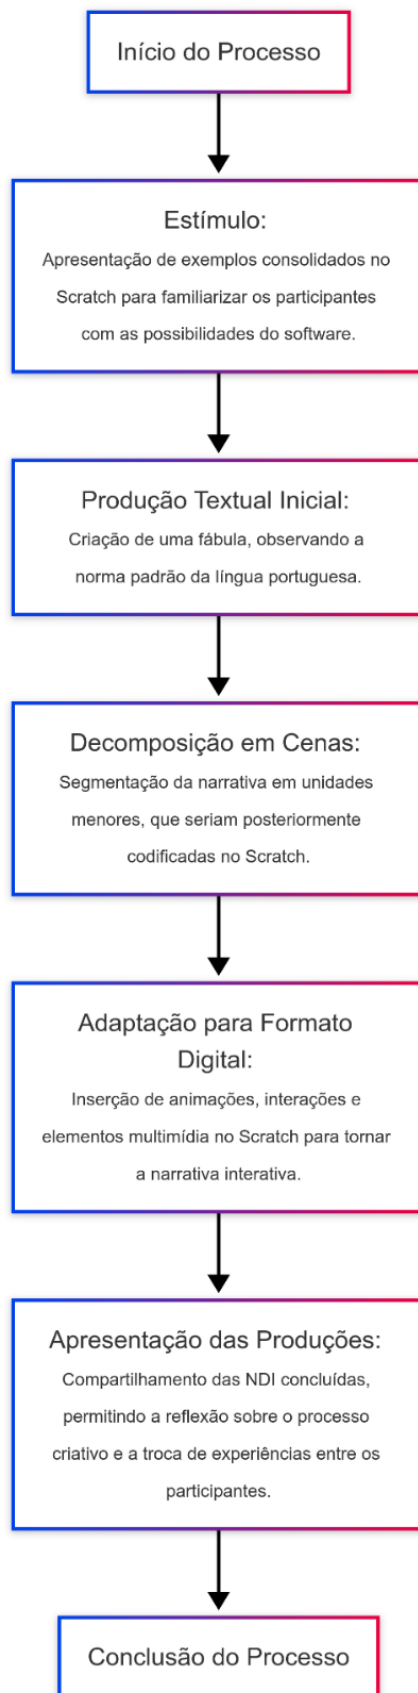 Início do Processo
Estímulo:
Apresentação de exemplos consolidados no
Scratch para familiarizar os participantes
com as possibilidades do software.
Produção Textual Inicial:
Criação de uma fábula, observando a
norma padrão da língua portuguesa.
Decomposição em Cenas:
Segmentação da narrativa em unidades
menores, que seriam posteriormente
codificadas no Scratch.
Adaptação para Formato
Digital:
Inserção de animações, interações e
elementos multimídia no Scratch para tornar
a narrativa interativa.
Apresentação das Produções:
Compartilhamento das NDI concluídas,
permitindo a reflexão sobre o processo
criativo e a troca de experiências entre os
participantes.
Conclusão do Processo